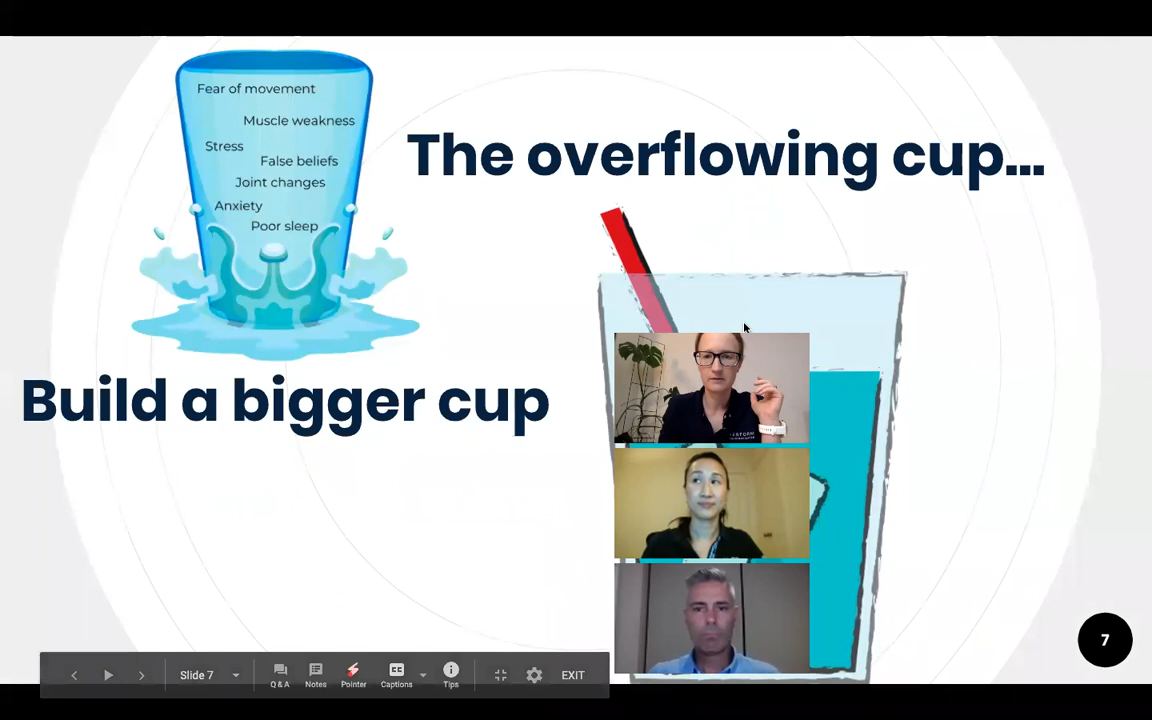 Fear of movement
Muscle weakness
Stress
False beliefs
Joint changes
Anxiety
Poor sleep
The overflowing cup...
Build a bigger cup
7
Slide 7
Q & A
Notes
Pointer
Captions
Tips
EXIT